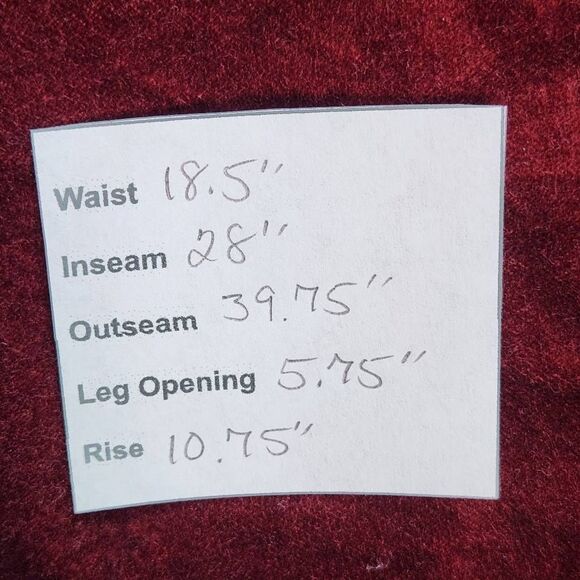 Waist 18.5"
Inseam 28"
Outseam 39.75"
Leg Opening 5.75"
Rise 10.75"